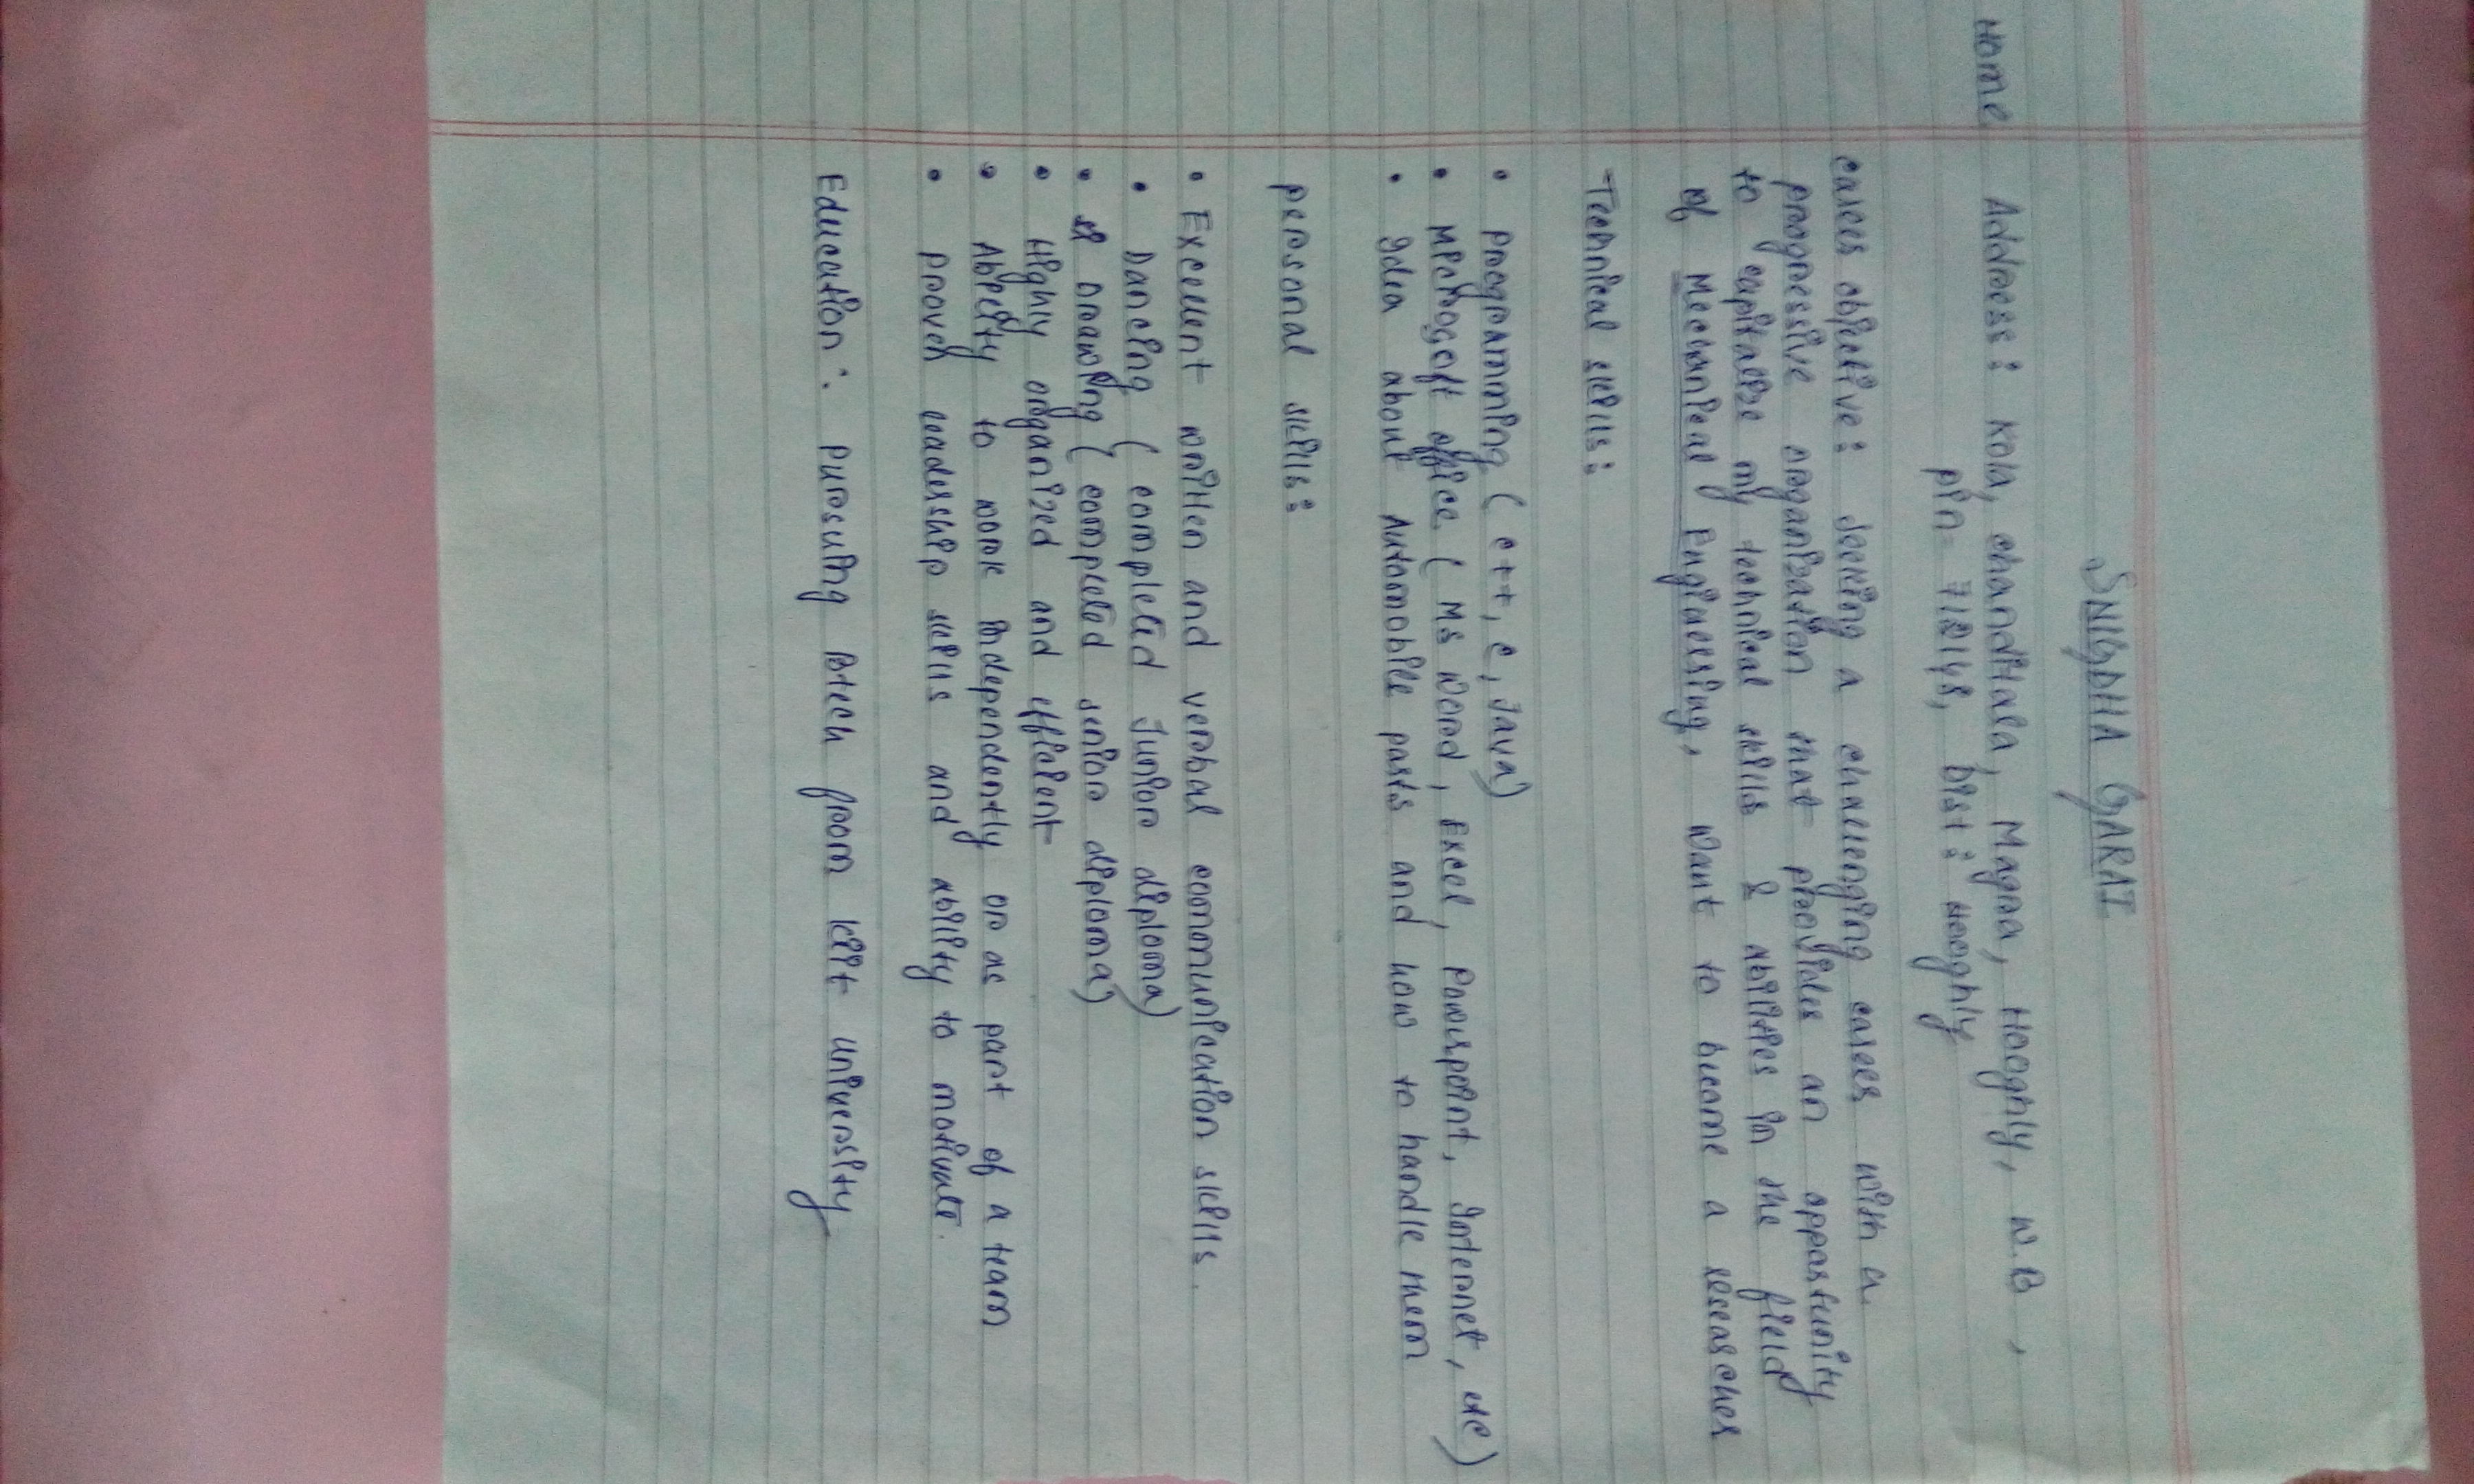 SNIGDHA GARAI
Home Address: Kola, chanditala, Magra, Hooghly, W.B,
pin- 712148, Dist: Hooghly
career objective: Seeking a challenging career with a
progressive organization that provides an opportunity
to capitalize my technical skills & abilities in the field
of Mechanical Engineering, want to become a researcher
Technical skills:
• Programming (c++, c, Java)
• Microsoft office (MS Word, Excel, Powerpoint, Internet, etc)
• Idea about Automobile parts and how to handle them
personal skills:
• Excellent written and verbal communication skills.
• Dancing (completed Junior diploma)
• Drawing (completed senior diploma)
• Highly organized and efficient
• Ability to work independently or as part of a team
• Proven leadership skills and ability to motivate.
Education: Pursuing Btech from kiit university